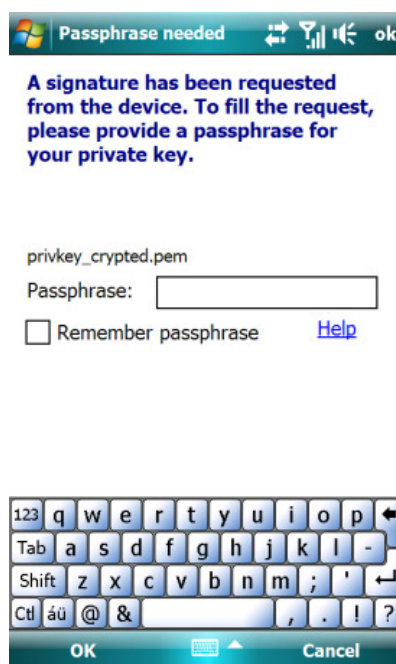 Passphrase needed ok
A signature has been requested
from the device. To fill the request,
please provide a passphrase for
your private key.
privkey_crypted.pem
Passphrase:
Remember passphrase Help
123 q w e r t y u i o p
Tab a s d f g h j k l -
Shift z x c v b n m ; '
Ctl áü @ & , . ! ?
OK Cancel